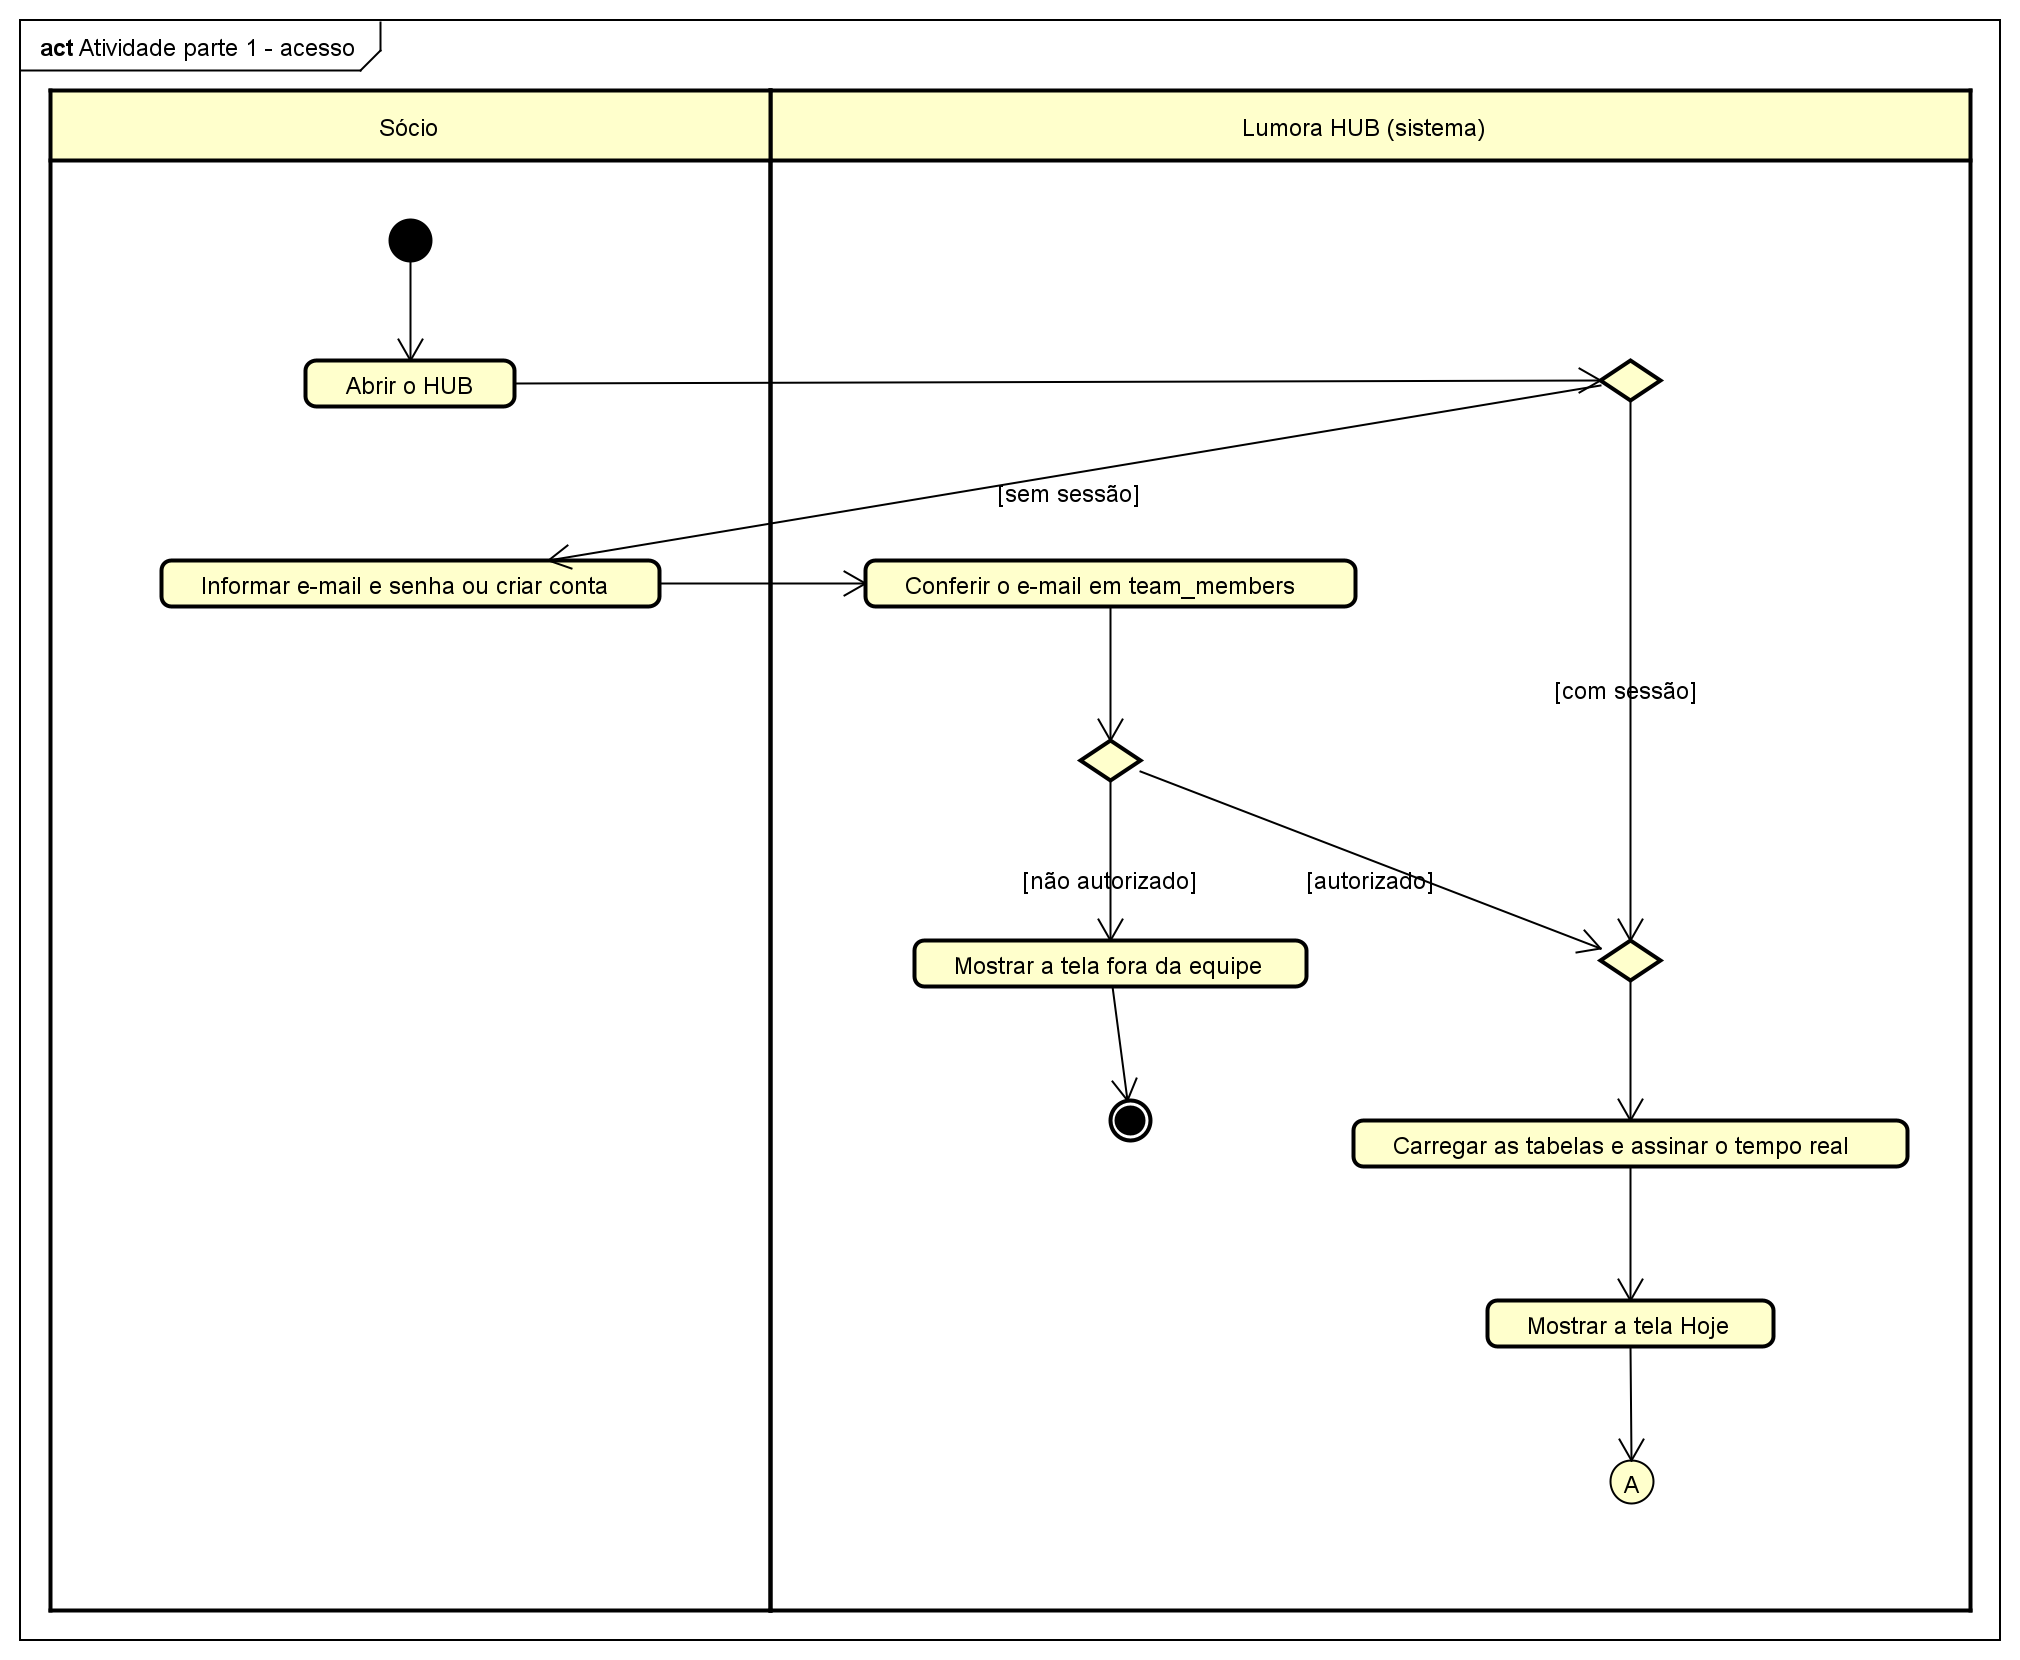 act Atividade parte 1 - acesso
Sócio
Lumora HUB (sistema)
Abrir o HUB
[sem sessão]
Informar e-mail e senha ou criar conta
Conferir o e-mail em team_members
[com sessão]
[não autorizado]
[autorizado]
Mostrar a tela fora da equipe
Carregar as tabelas e assinar o tempo real
Mostrar a tela Hoje
A